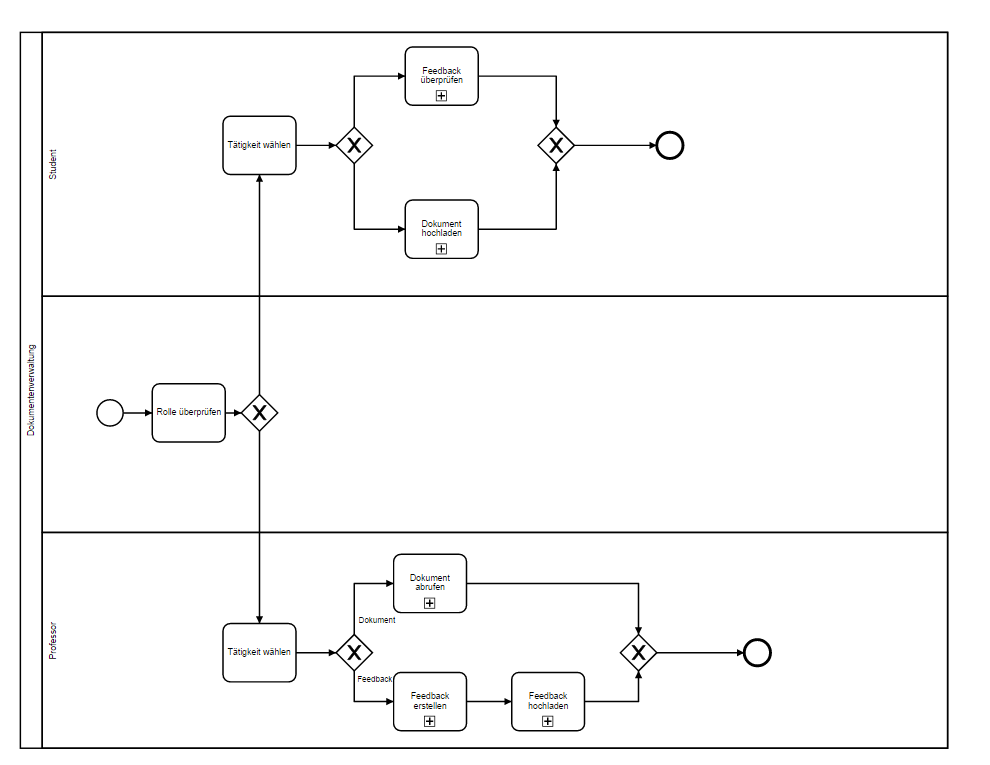 Dokumentenverwaltung
Student
Feedback
überprüfen
Tätigkeit wählen
X
X
Dokument
hochladen
Rolle überprüfen
X
Professor
Dokument
abrufen
Dokument
Tätigkeit wählen
X
X
Feedback
Feedback
erstellen
Feedback
hochladen